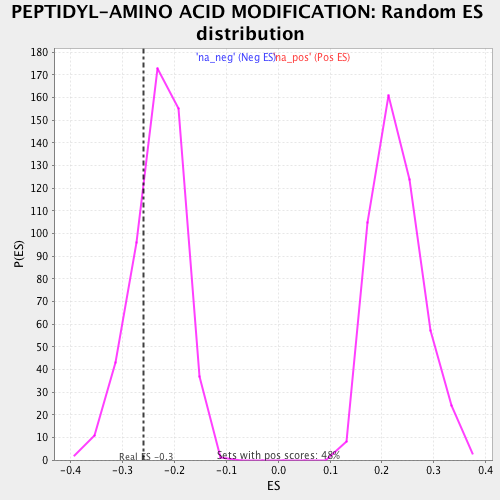 PEPTIDYL-AMINO ACID MODIFICATION: Random ES
distribution
'na_neg' (Neg ES)
'na_pos' (Pos ES)
P(ES)
180
170
160
150
140
130
120
110
100
90
80
70
60
50
40
30
20
10
0
Real ES -0.3
Sets with pos scores: 48%
-0.4 -0.3 -0.2 -0.1 0.0 0.1 0.2 0.3 0.4
ES